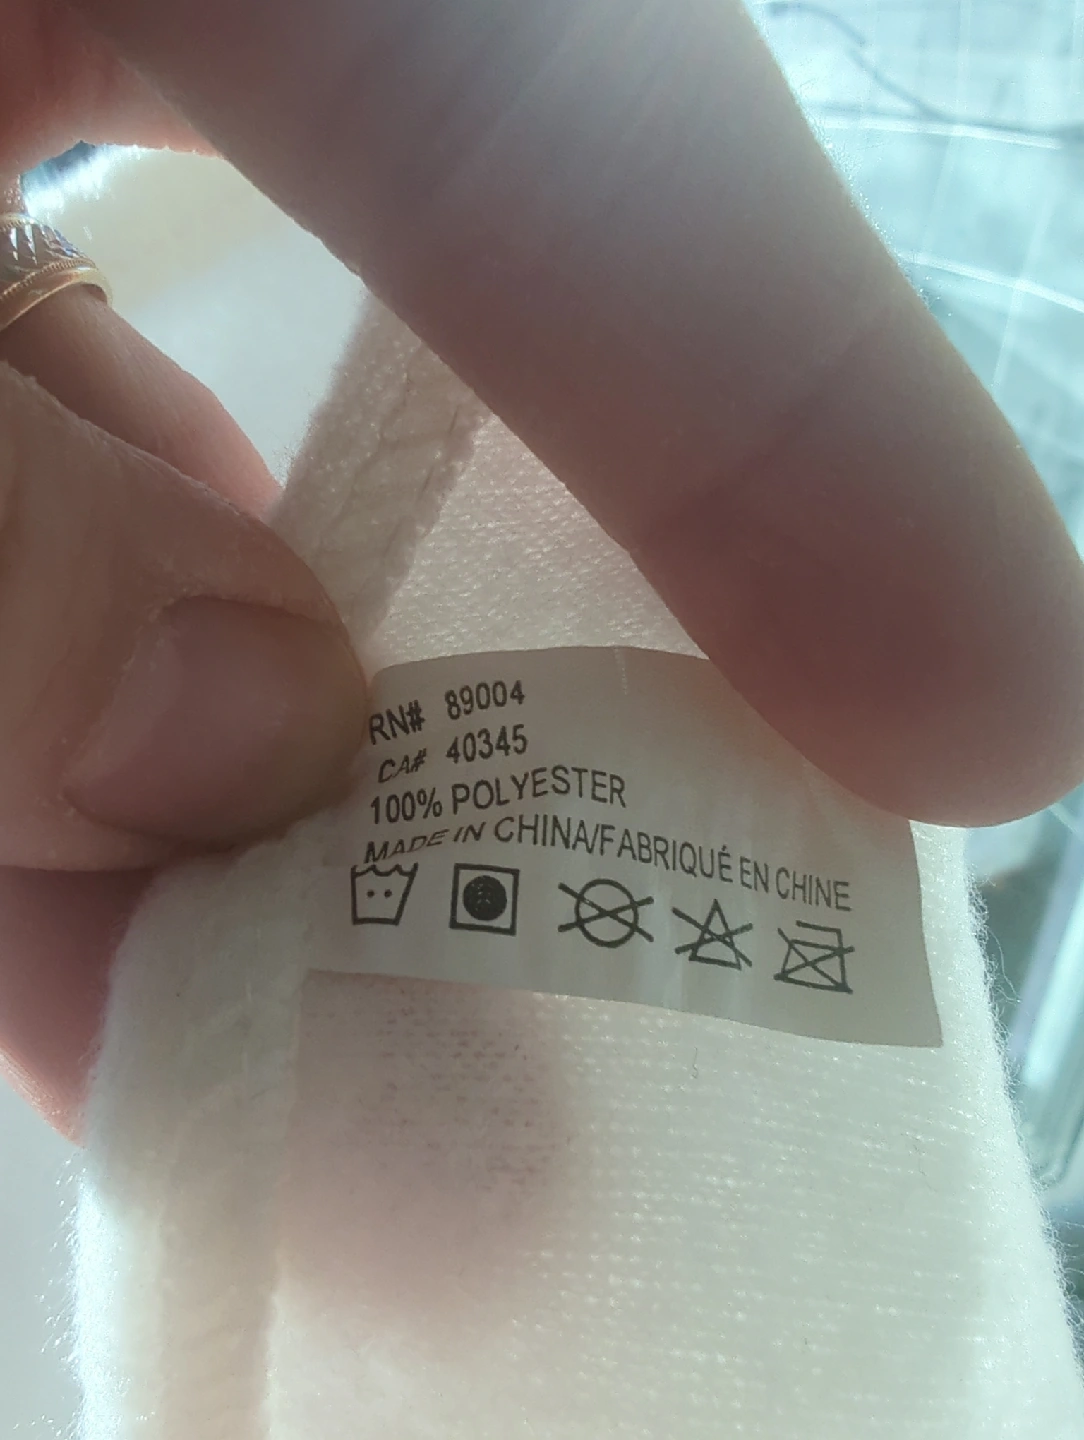 RN# 89004
CA# 40345
100% POLYESTER
MADE IN CHINA/FABRIQUÉ EN CHINE